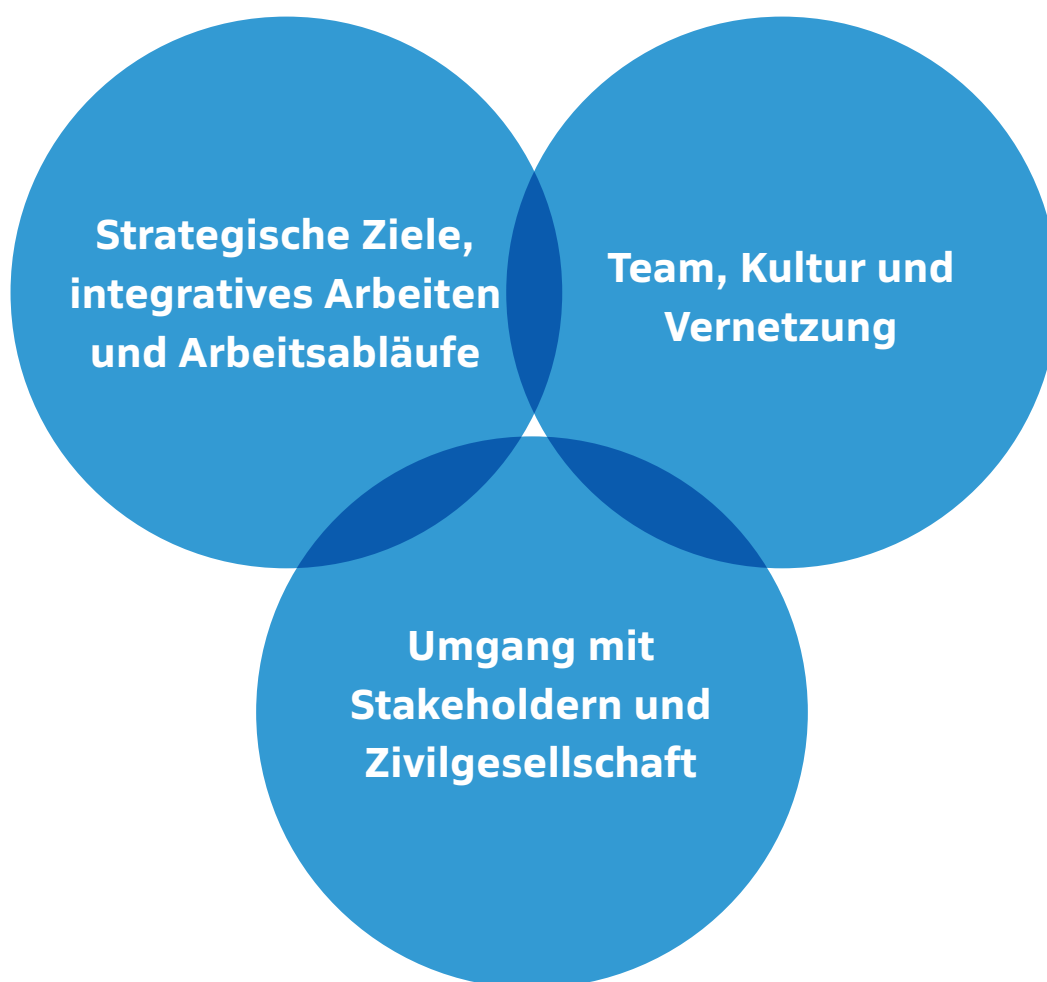 Strategische Ziele,
integratives Arbeiten
und Arbeitsabläufe
Team, Kultur und
Vernetzung
Umgang mit
Stakeholdern und
Zivilgesellschaft